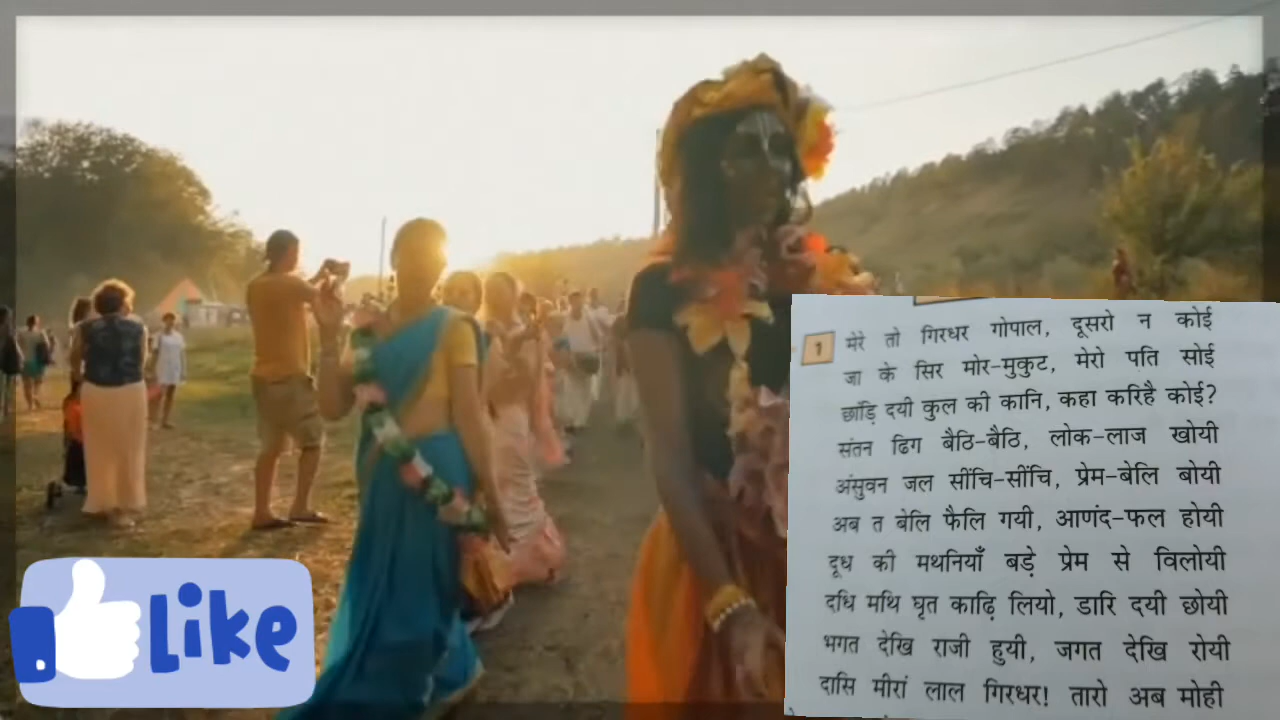 Like
1
मेरे तो गिरधर गोपाल, दूसरो न कोई
जा के सिर मोर-मुकुट, मेरो पति सोई
छाँड़ि दयी कुल की कानि, कहा करिहै कोई?
संतन ढिग बैठि-बैठि, लोक-लाज खोयी
अंसुवन जल सींचि-सींचि, प्रेम-बेलि बोयी
अब त बेलि फैलि गयी, आणंद-फल होयी
दूध की मथनियाँ बड़े प्रेम से विलोयी
दधि मथि घृत काढ़ि लियो, डारि दयी छोयी
भगत देखि राजी हुयी, जगत देखि रोयी
दासि मीरां लाल गिरधर! तारो अब मोही